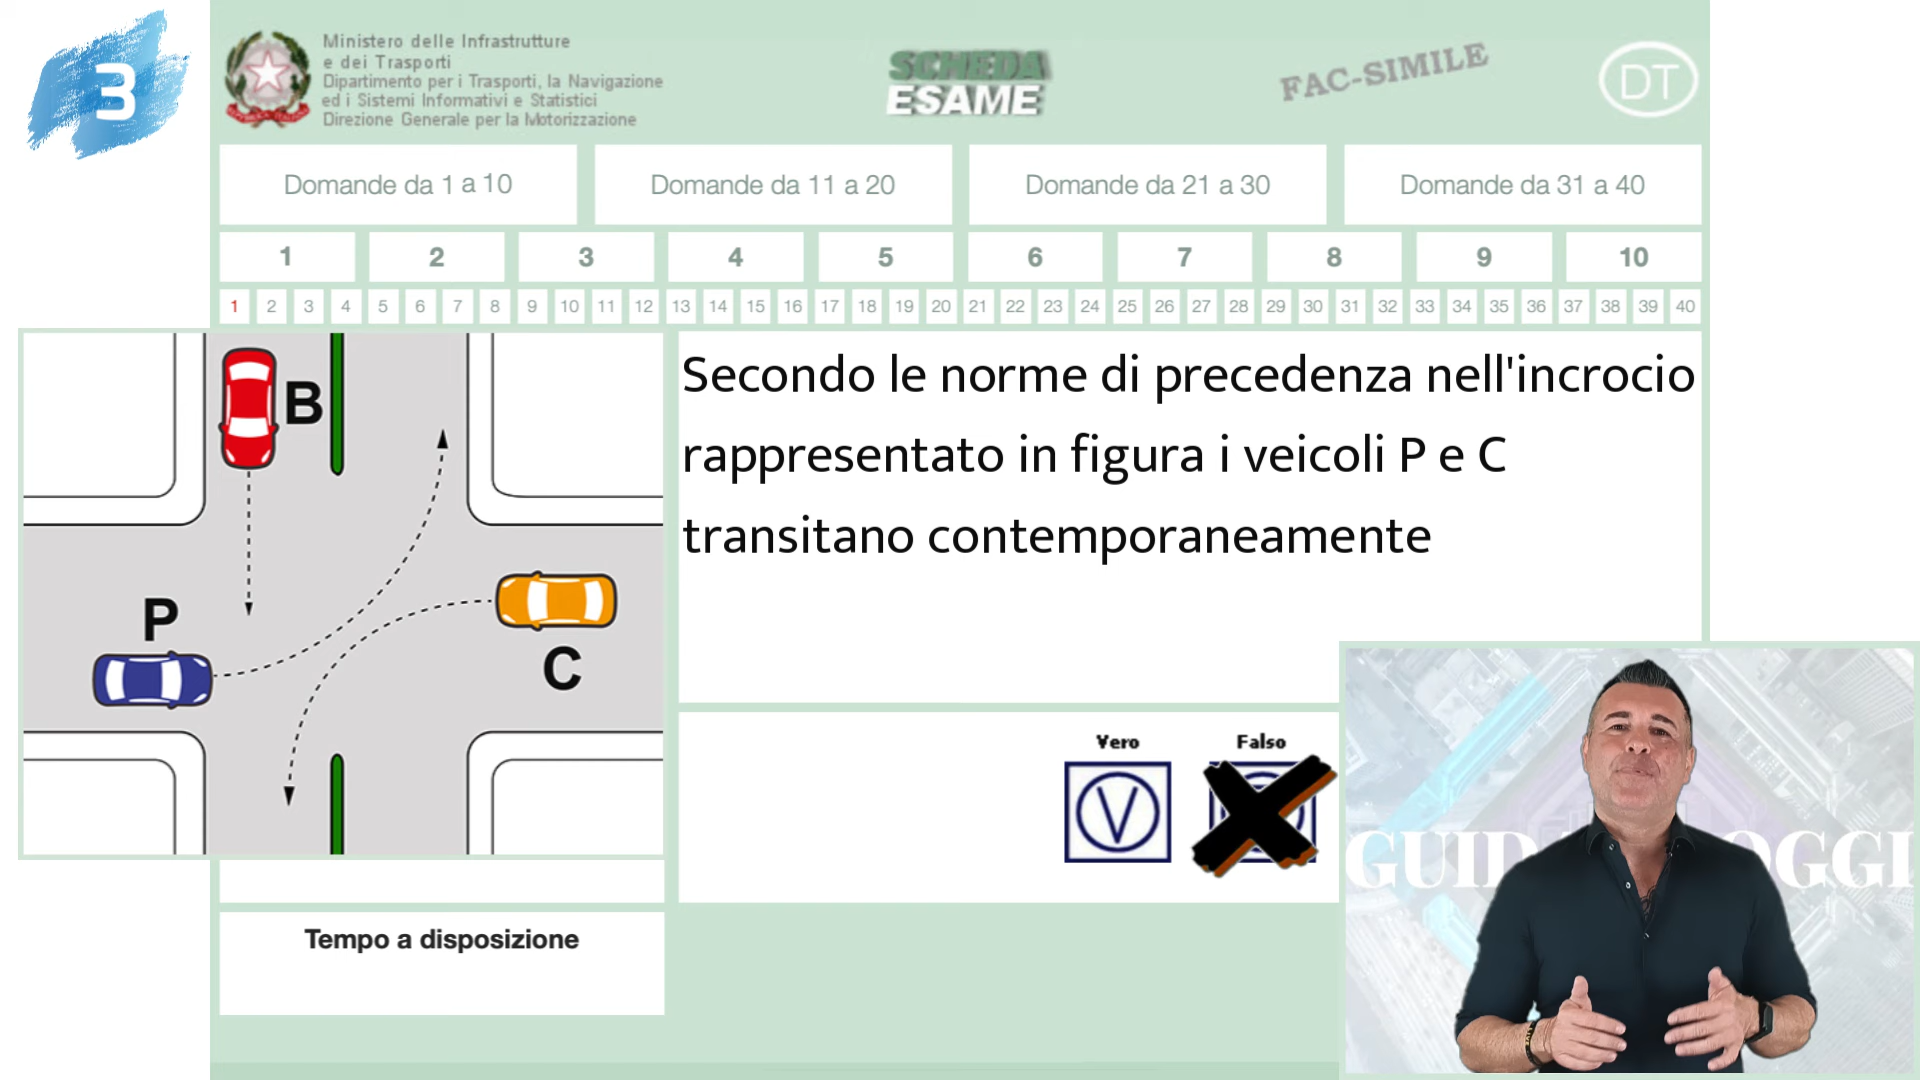 3
Ministero delle Infrastrutture
e dei Trasporti
Dipartimento per i Trasporti, la Navigazione
ed i Sistemi Informativi e Statistici
Direzione Generale per la Motorizzazione
SCHEDA
ESAME
FAC-SIMILE
DT
Domande da 1 a 10
Domande da 11 a 20
Domande da 21 a 30
Domande da 31 a 40
1 2 3 4 5 6 7 8 9 10
1 2 3 4 5 6 7 8 9 10 11 12 13 14 15 16 17 18 19 20 21 22 23 24 25 26 27 28 29 30 31 32 33 34 35 36 37 38 39 40
B
P
C
Secondo le norme di precedenza nell'incrocio
rappresentato in figura i veicoli P e C
transitano contemporaneamente
Vero
Falso
V
Tempo a disposizione
OGGI